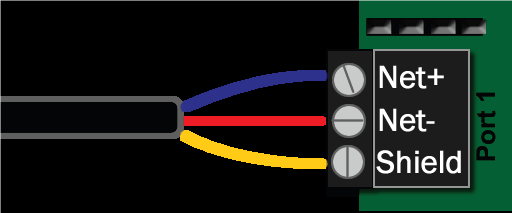 Net+
Net-
Shield
Port 1